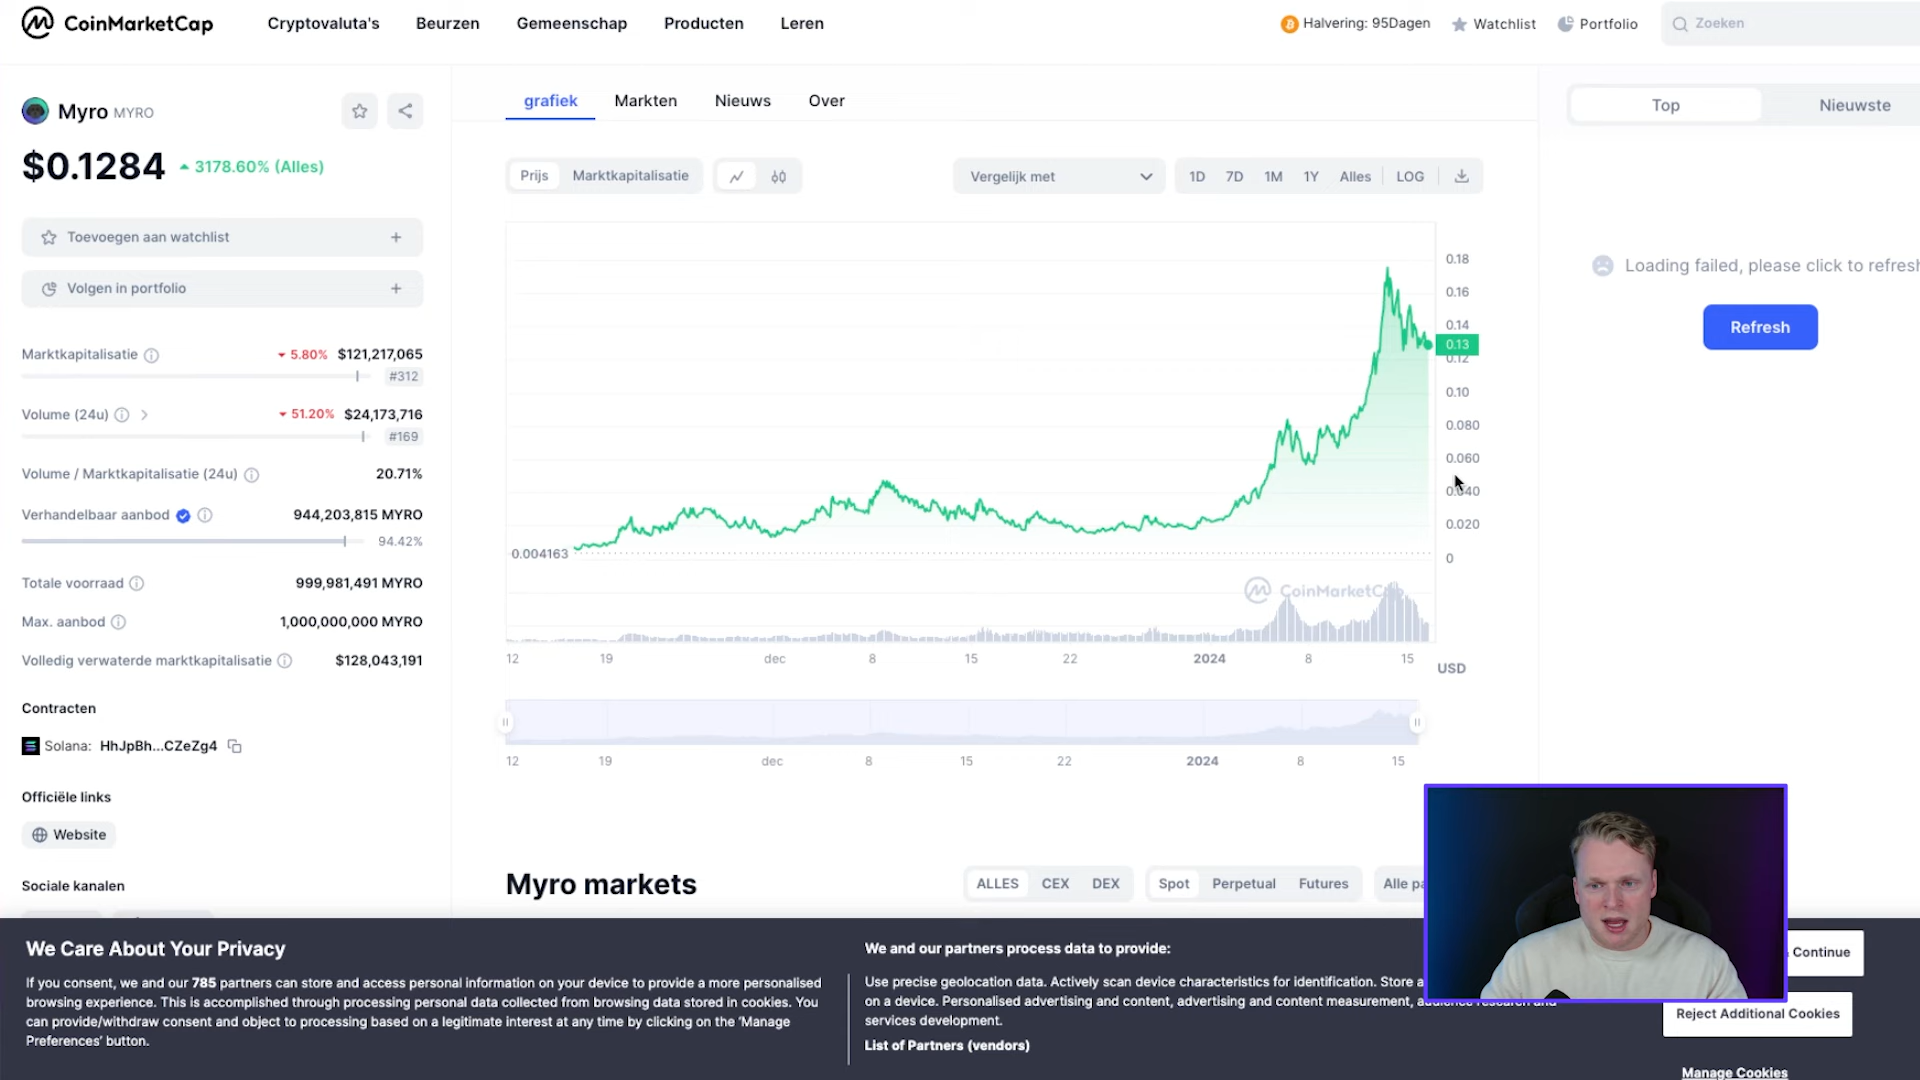 CoinMarketCap
Cryptovaluta's Beurzen Gemeenschap Producten Leren
Halvering: 95Dagen Watchlist Portfolio Zoeken
Myro MYRO
$0.1284 3178.60% (Alles)
Toevoegen aan watchlist +
Volgen in portfolio +
Marktkapitalisatie 5.80% $121,217,065
#312
Volume (24u) 51.20% $24,173,716
#169
Volume / Marktkapitalisatie (24u) 20.71%
Verhandelbaar aanbod 944,203,815 MYRO
94.42%
Totale voorraad 999,981,491 MYRO
Max. aanbod 1,000,000,000 MYRO
Volledig verwaterde marktkapitalisatie $128,043,191
Contracten
Solana: HhJpBh...CZeZg4
Officiële links
Website
Sociale kanalen
grafiek Markten Nieuws Over
Prijs Marktkapitalisatie
Vergelijk met
1D 7D 1M 1Y Alles LOG
0.18
0.16
0.14
0.13
0.12
0.10
0.080
0.060
0.020
0
0.004163
CoinMarketCap
12 19 dec 8 15 22 2024 8 15
USD
12 19 dec 8 15 22 2024 8 15
Myro markets
ALLES CEX DEX
Spot Perpetual Futures
Alle
Top Nieuwste
Loading failed, please click to refresh
Refresh
We Care About Your Privacy
If you consent, we and our 785 partners can store and access personal information on your device to provide a more personalised
browsing experience. This is accomplished through processing personal data collected from browsing data stored in cookies. You
can provide/withdraw consent and object to processing based on a legitimate interest at any time by clicking on the ‘Manage
Preferences’ button.
We and our partners process data to provide:
Use precise geolocation data. Actively scan device characteristics for identification. Store
on a device. Personalised advertising and content, advertising and content measurement, audience research and
services development.
List of Partners (vendors)
Continue
Reject Additional Cookies
Manage Cookies